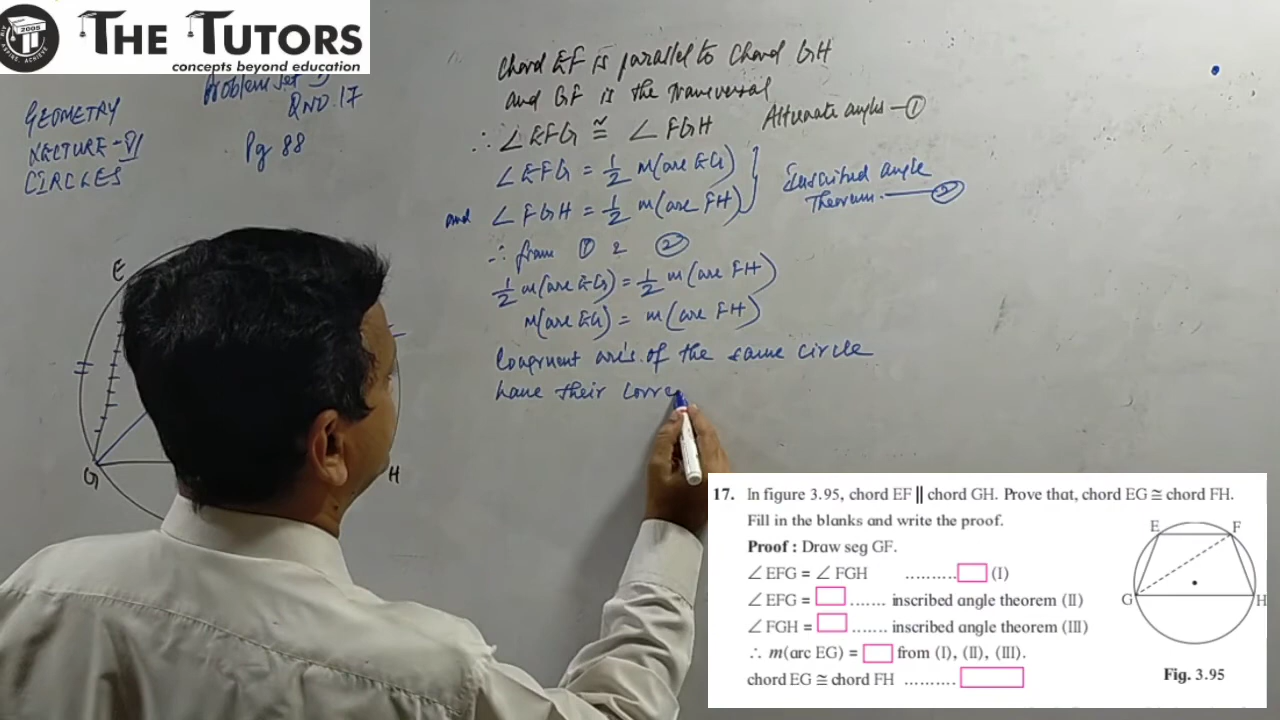 2005
THE TUTORS
concepts beyond education
Problem set
QNO.17
GEOMETRY
LECTURE - VI
Pg 88
CIRCLES
chord EF is parallel to chord GH
and GF is the transversal
∴ ∠EFG ≅ ∠FGH Alternate angles - ①
∠EFG = 1/2 m(arc EG)
and ∠FGH = 1/2 m(arc FH)
Inscribed angle
Theorem. - ②
∴ from ① & ②
1/2 m(arc EG) = 1/2 m(arc FH)
m(arc EG) = m(arc FH)
Congruent arc's of the same circle
have their corre
E
G
H
17. In figure 3.95, chord EF || chord GH. Prove that, chord EG ≅ chord FH.
Fill in the blanks and write the proof.
Proof : Draw seg GF.
∠ EFG = ∠ FGH .......... (I)
∠ EFG = ....... inscribed angle theorem (II)
∠ FGH = ....... inscribed angle theorem (III)
∴ m(arc EG) = from (I), (II), (III).
chord EG ≅ chord FH ..........
E
F
G
H
Fig. 3.95